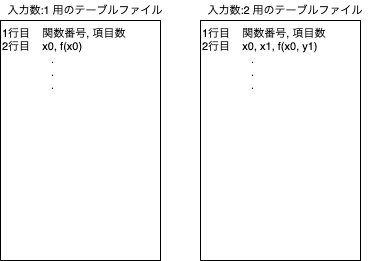 入力数:1 用のテーブルファイル
1行目 関数番号, 項目数
2行目 x0, f(x0)
.
.
.
入力数:2 用のテーブルファイル
1行目 関数番号, 項目数
2行目 x0, x1, f(x0, y1)
.
.
.